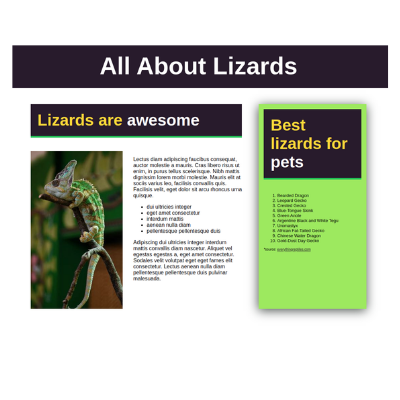 All About Lizards
Lizards are awesome
Lectus diam adipiscing faucibus consequat,
auctor molestie a mauris. Cras libero risus ut
enim, in purus tellus scelerisque. Nibh mattis
dignissim lorem morbi molestie. Mauris elit at
sociis varius leo, facilisis convallis quis.
Facilisis velit, eget dolor sit arcu rhoncus urna
quisque.
dui ultricies integer
eget amet consectetur
interdum mattis
aenean nulla diam
pellentesque pellentesque duis
Adipiscing dui ultricies integer interdum
mattis convallis diam nascetur. Aliquet vel
egestas egestas a, eget amet consectetur.
Sodales velit volutpat eget eget fames elit
consectetur. Lectus aenean nulla diam
pellentesque pellentesque duis pulvinar
malesuada.
Best
lizards for
pets
1. Bearded Dragon
2. Leopard Gecko
3. Crested Gecko
4. Blue-Tongue Skink
5. Green Anole
6. Argentine Black and White Tegu
7. Uromastyx
8. African Fat-Tailed Gecko
9. Chinese Water Dragon
10. Gold-Dust Day Gecko
*source: everythingreptiles.com